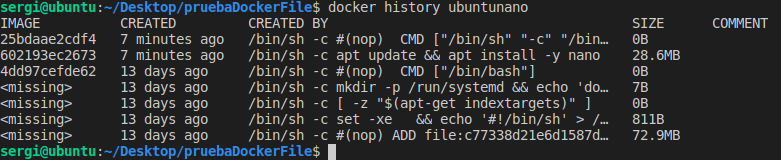 sergi@ubuntu:~/Desktop/pruebaDockerFile$ docker history ubuntunano
IMAGE CREATED CREATED BY SIZE COMMENT
25bdaae2cdf4 7 minutes ago /bin/sh -c #(nop) CMD ["/bin/sh" "-c" "/bin… 0B
602193ec2673 7 minutes ago /bin/sh -c apt update && apt install -y nano 28.6MB
4dd97cefde62 13 days ago /bin/sh -c #(nop) CMD ["/bin/bash"] 0B
<missing> 13 days ago /bin/sh -c mkdir -p /run/systemd && echo 'do… 7B
<missing> 13 days ago /bin/sh -c [ -z "$(apt-get indextargets)" ] 0B
<missing> 13 days ago /bin/sh -c set -xe && echo '#!/bin/sh' > /… 811B
<missing> 13 days ago /bin/sh -c #(nop) ADD file:c77338d21e6d1587d… 72.9MB
sergi@ubuntu:~/Desktop/pruebaDockerFile$